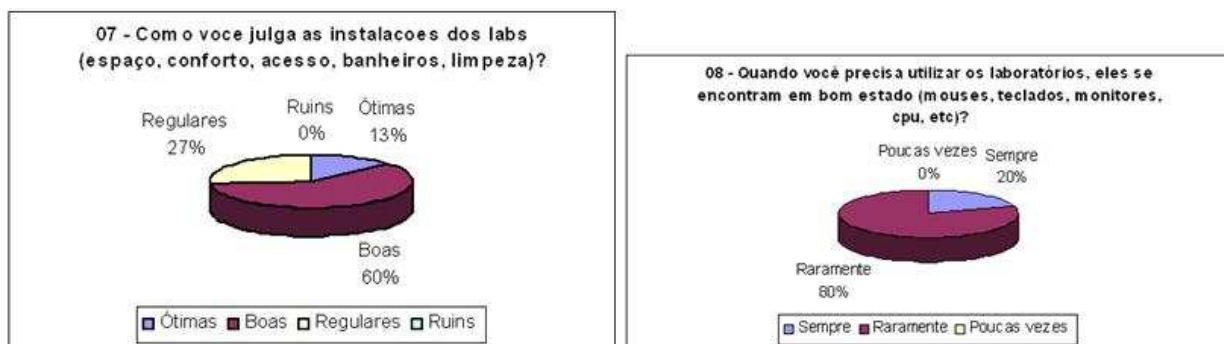 07 - Como voce julga as instalacoes dos labs
(espaço, conforto, acesso, banheiros, limpeza)?
Regulares
27%
Ruins
0%
Ótimas
13%
Boas
60%
Ótimas Boas Regulares Ruins
08 - Quando você precisa utilizar os laboratórios, eles se
encontram em bom estado (mouses, teclados, monitores,
cpu, etc)?
Poucas vezes
0%
Sempre
20%
Raramente
80%
Sempre Raramente Poucas vezes